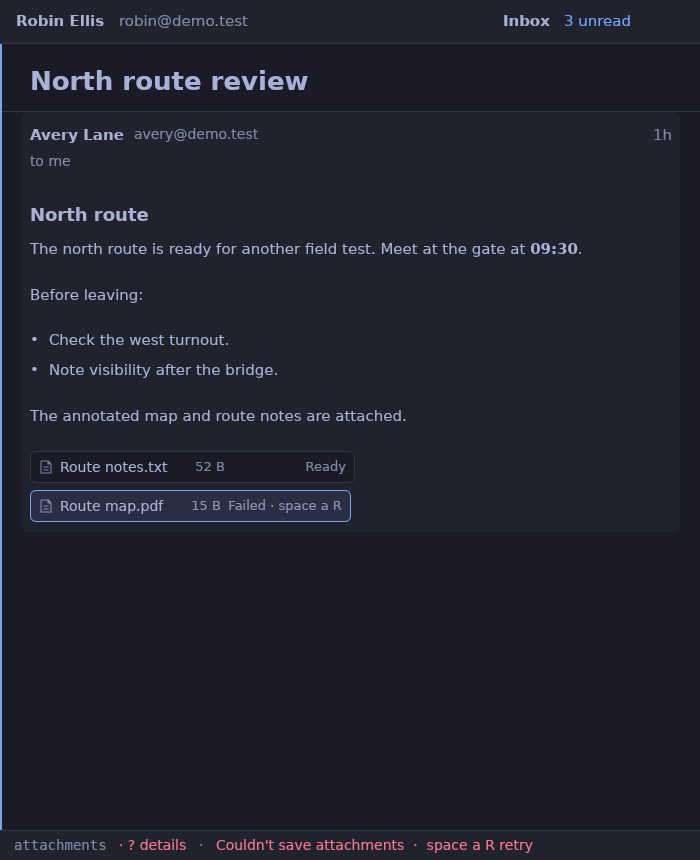 Robin Ellis robin@demo.test Inbox 3 unread
North route review
Avery Lane avery@demo.test 1h
to me
North route
The north route is ready for another field test. Meet at the gate at 09:30.
Before leaving:
• Check the west turnout.
• Note visibility after the bridge.
The annotated map and route notes are attached.
Route notes.txt 52 B Ready
Route map.pdf 15 B Failed · space a R
attachments · ? details · Couldn't save attachments · space a R retry